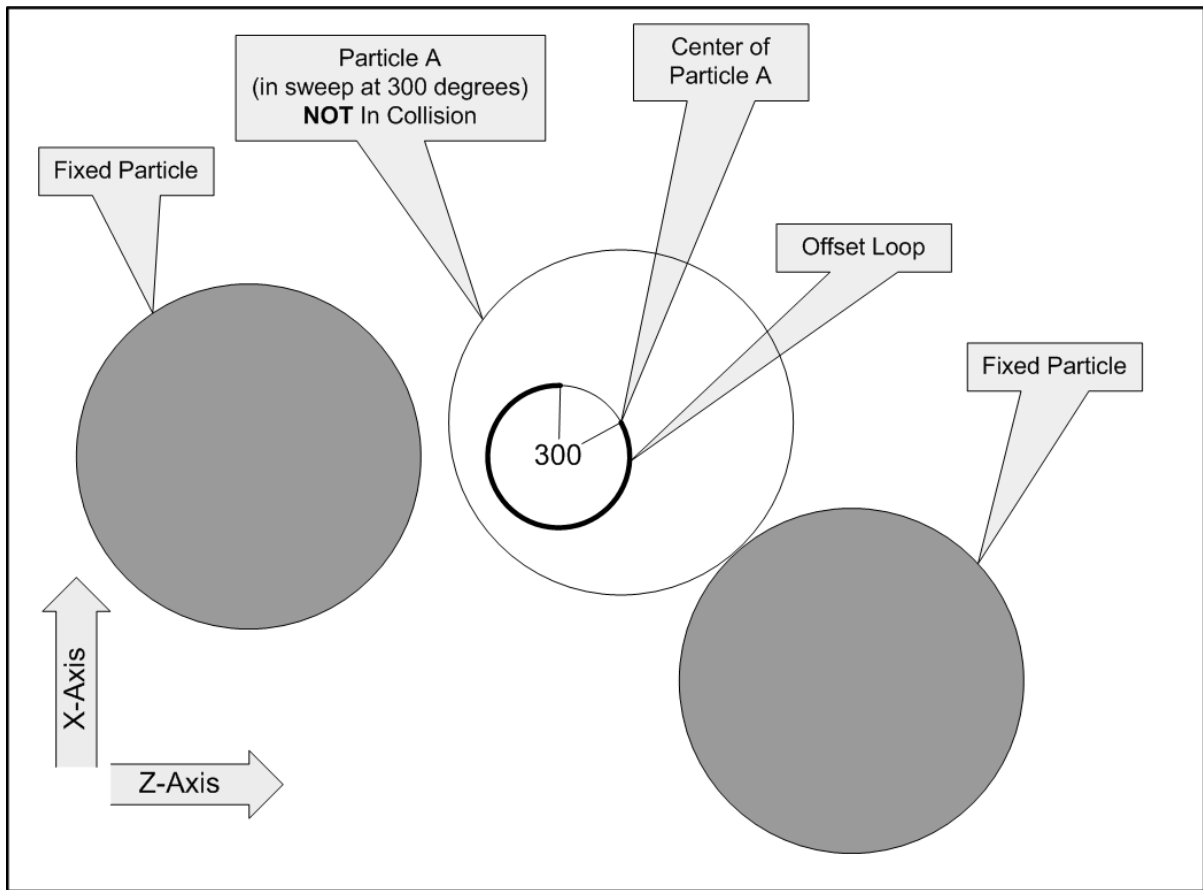 Particle A
(in sweep at 300 degrees)
NOT In Collision
Center of
Particle A
Fixed Particle
Offset Loop
Fixed Particle
300
X-Axis
Z-Axis